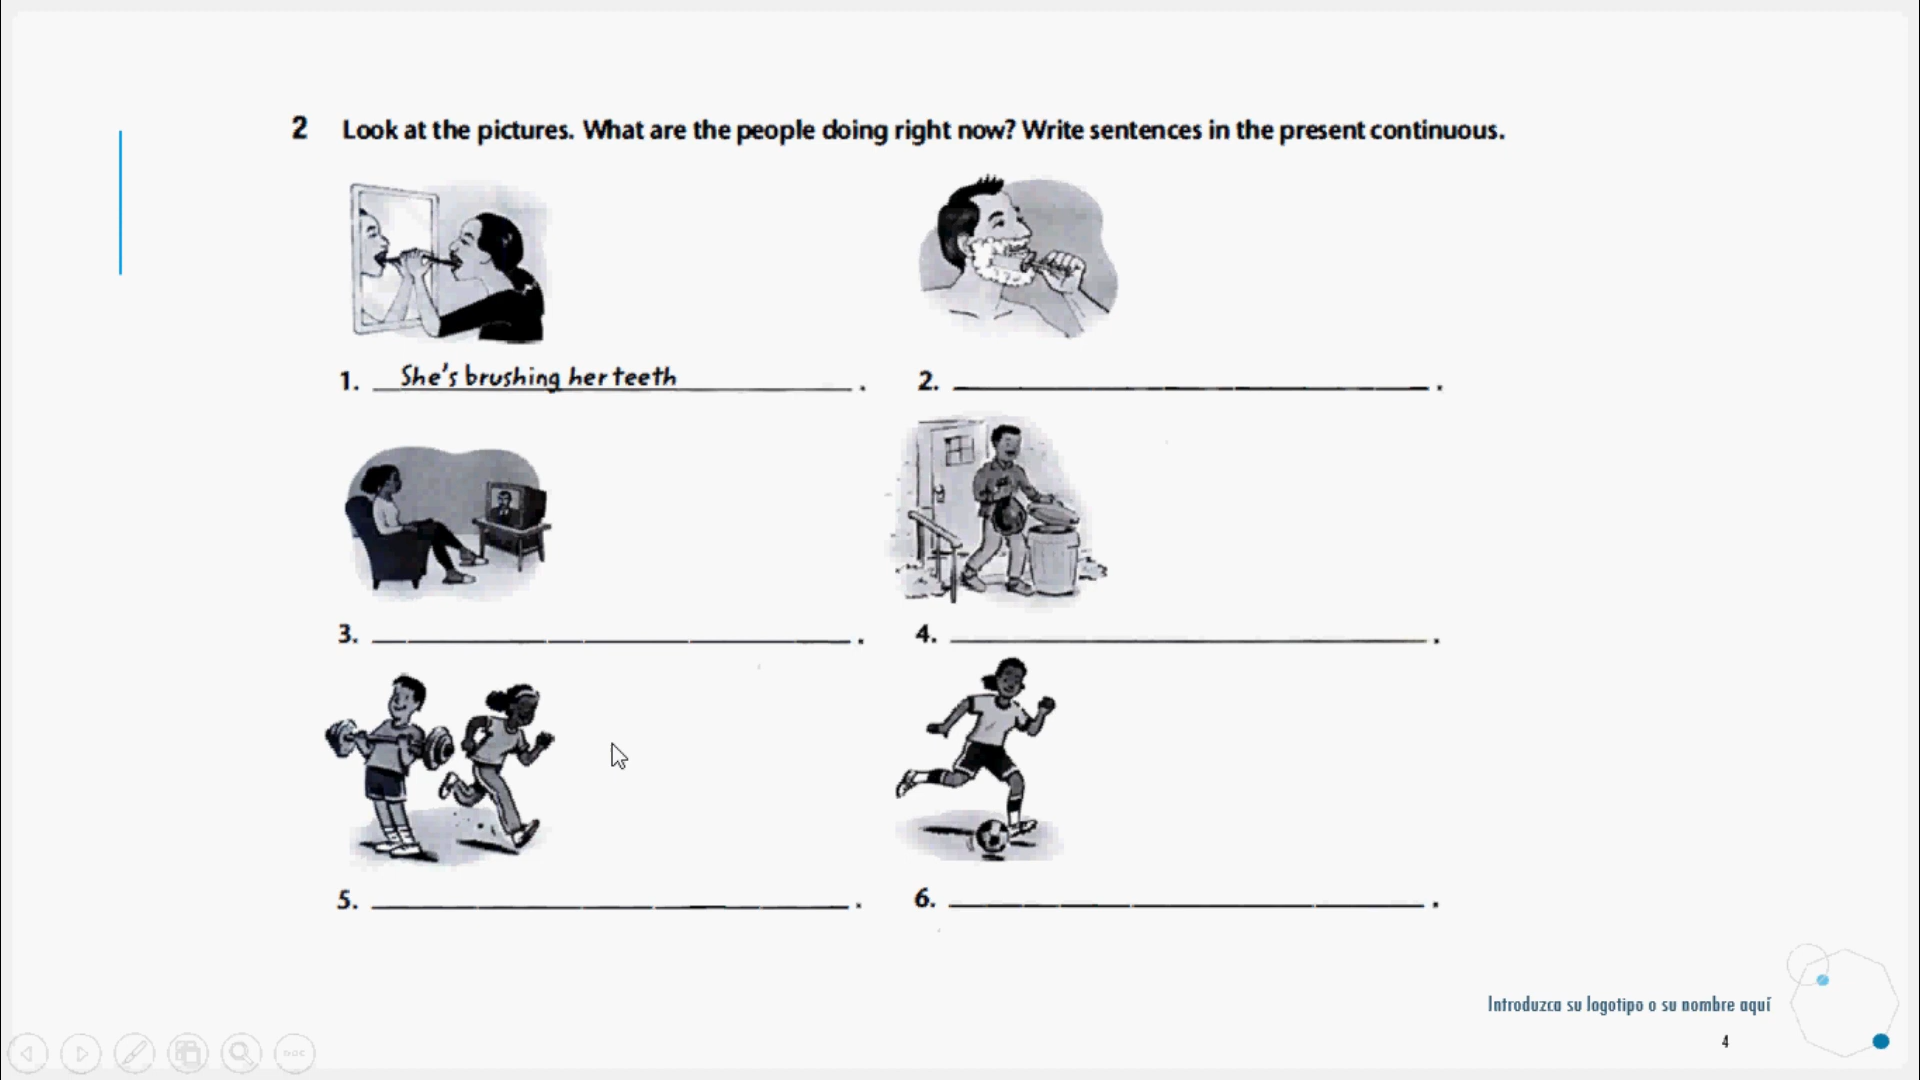 2 Look at the pictures. What are the people doing right now? Write sentences in the present continuous.
1. She's brushing her teeth .
2. .
3. .
4. .
5. .
6. .
Introduzca su logotipo o su nombre aquí
4